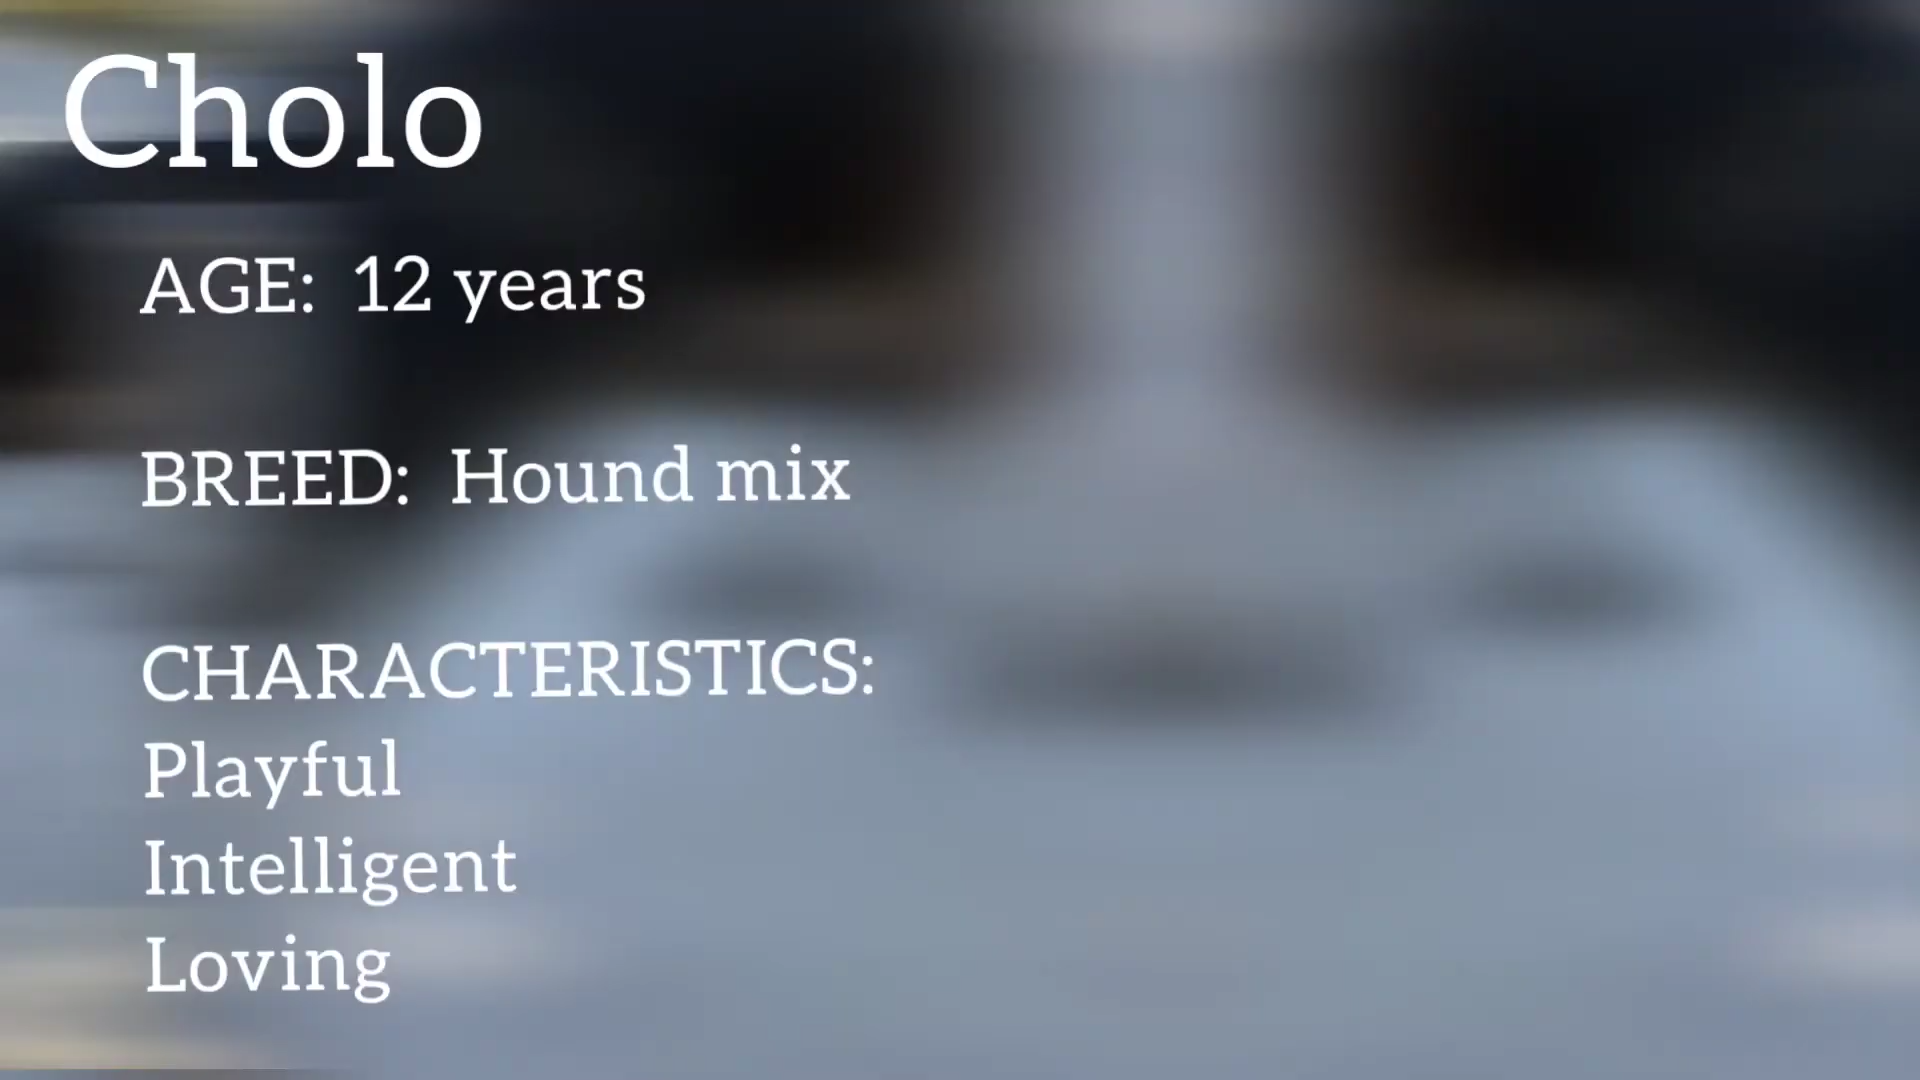 Cholo
AGE: 12 years
BREED: Hound mix
CHARACTERISTICS:
Playful
Intelligent
Loving